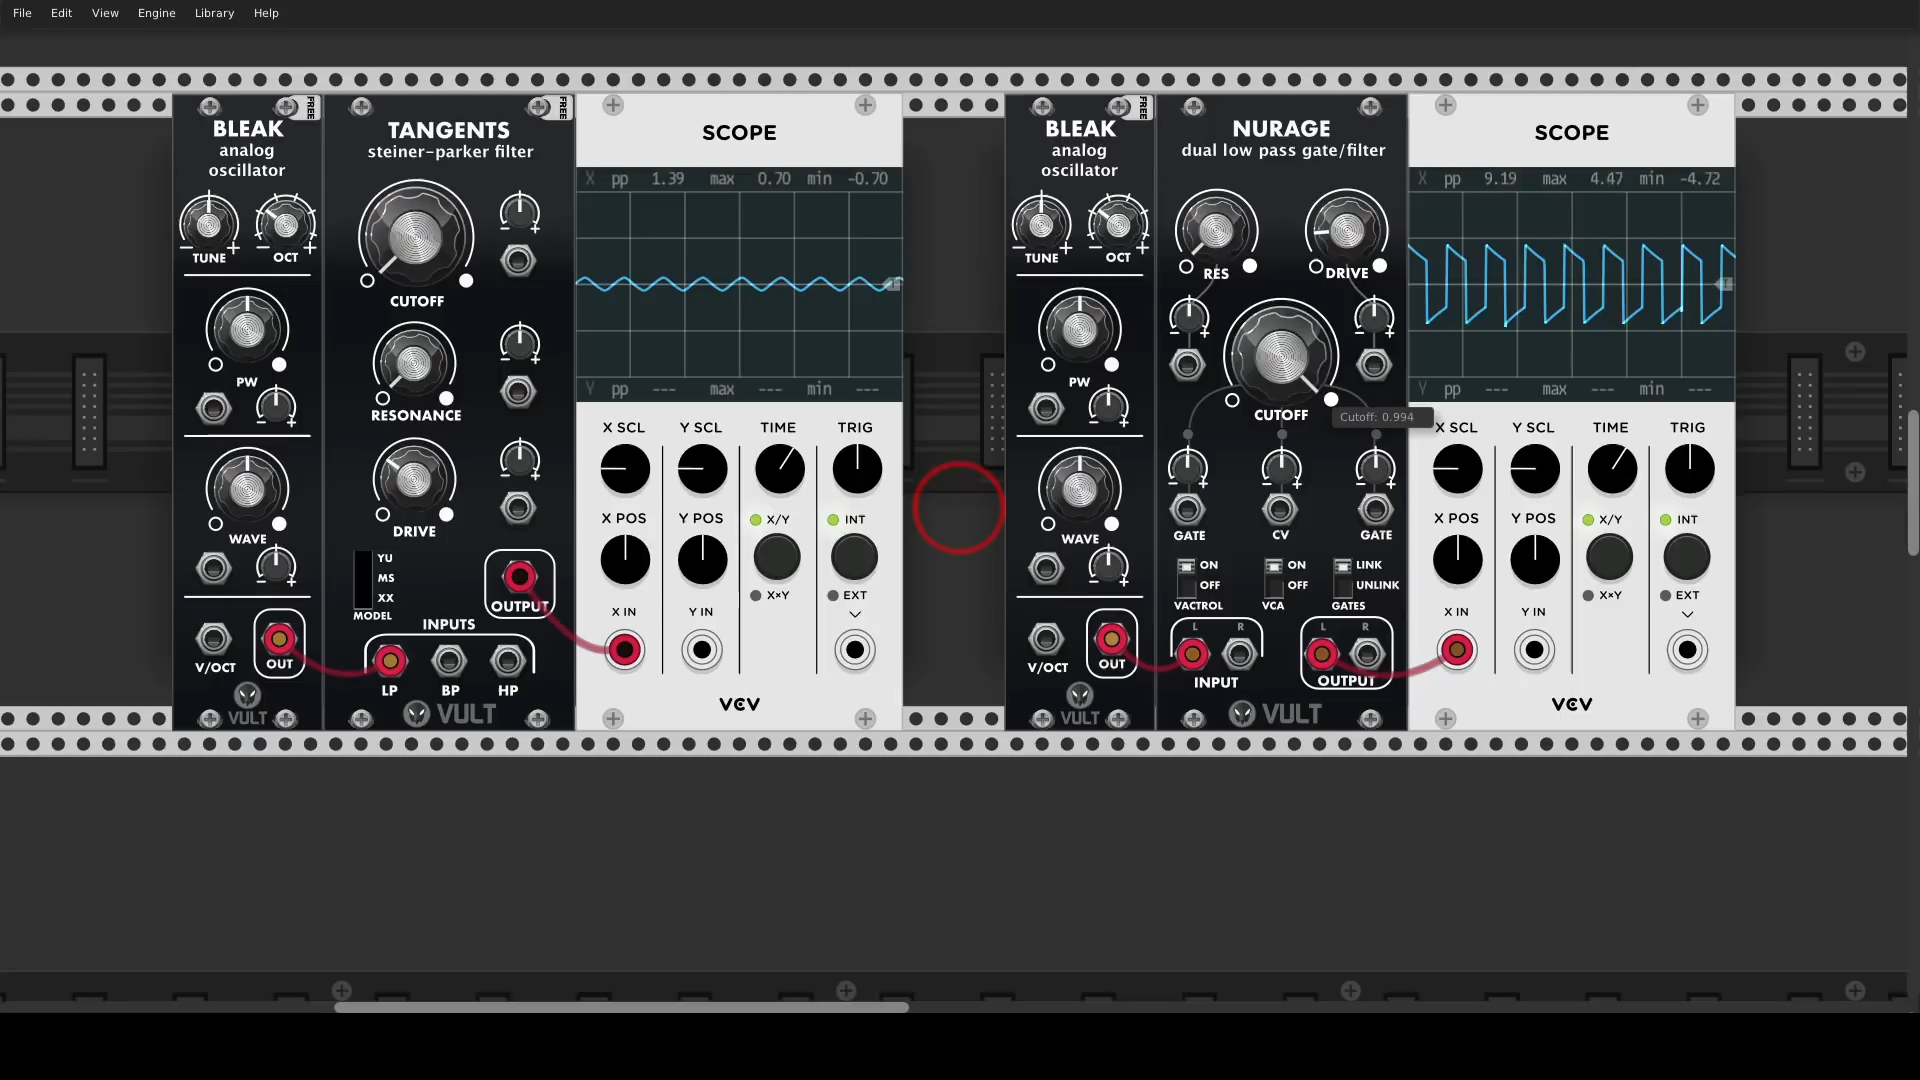 File Edit View Engine Library Help
BLEAK
analog
oscillator
FREE
TUNE OCT
PW
WAVE
V/OCT OUT
VULT
TANGENTS
steiner-parker filter
FREE
CUTOFF
RESONANCE
DRIVE
YU
MS
XX
MODEL
OUTPUT
INPUTS
LP BP HP
VULT
SCOPE
X pp 1.39 max 0.70 min -0.70
Y pp --- max --- min ---
X SCL Y SCL TIME TRIG
X POS Y POS X/Y INT
X×Y EXT
X IN Y IN
VCV
BLEAK
analog
oscillator
FREE
TUNE OCT
PW
WAVE
V/OCT OUT
VULT
NURAGE
dual low pass gate/filter
RES DRIVE
CUTOFF
Cutoff: 0.994
GATE CV GATE
ON ON LINK
OFF OFF UNLINK
VACTROL VCA GATES
L R L R
INPUT OUTPUT
VULT
SCOPE
X pp 9.19 max 4.47 min -4.72
Y pp --- max --- min ---
X SCL Y SCL TIME TRIG
X POS Y POS X/Y INT
X×Y EXT
X IN Y IN
VCV